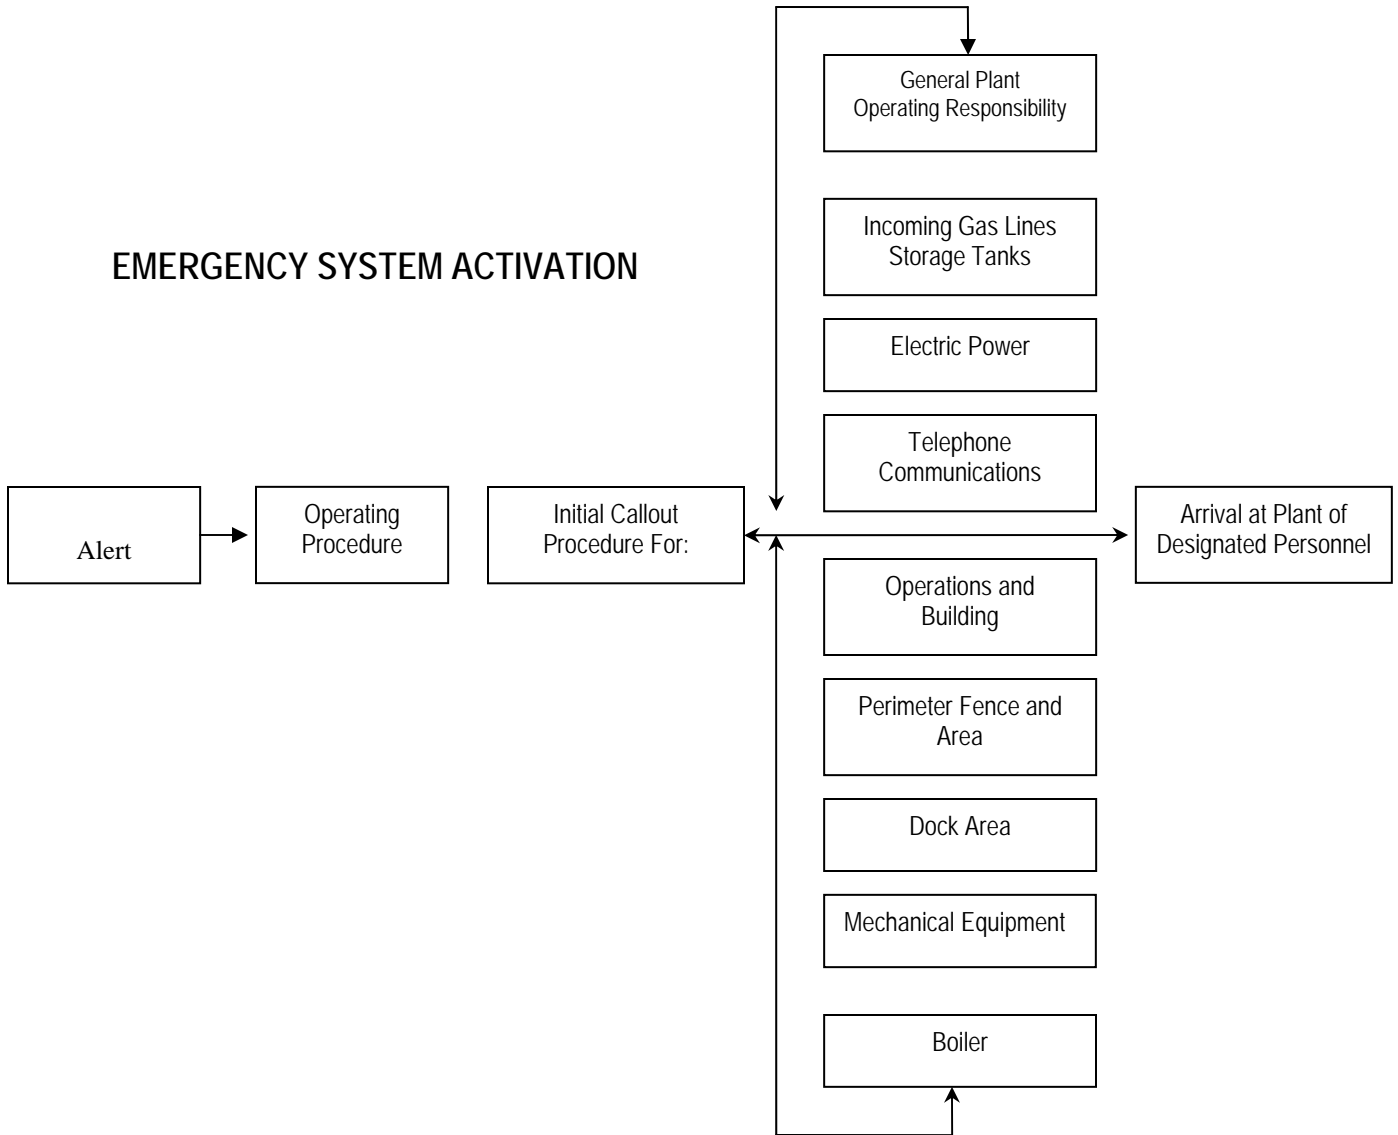 General Plant
Operating Responsibility
Incoming Gas Lines
Storage Tanks
EMERGENCY SYSTEM ACTIVATION
Electric Power
Telephone
Communications
Alert
Operating
Procedure
Initial Callout
Procedure For:
Arrival at Plant of
Designated Personnel
Operations and
Building
Perimeter Fence and
Area
Dock Area
Mechanical Equipment
Boiler